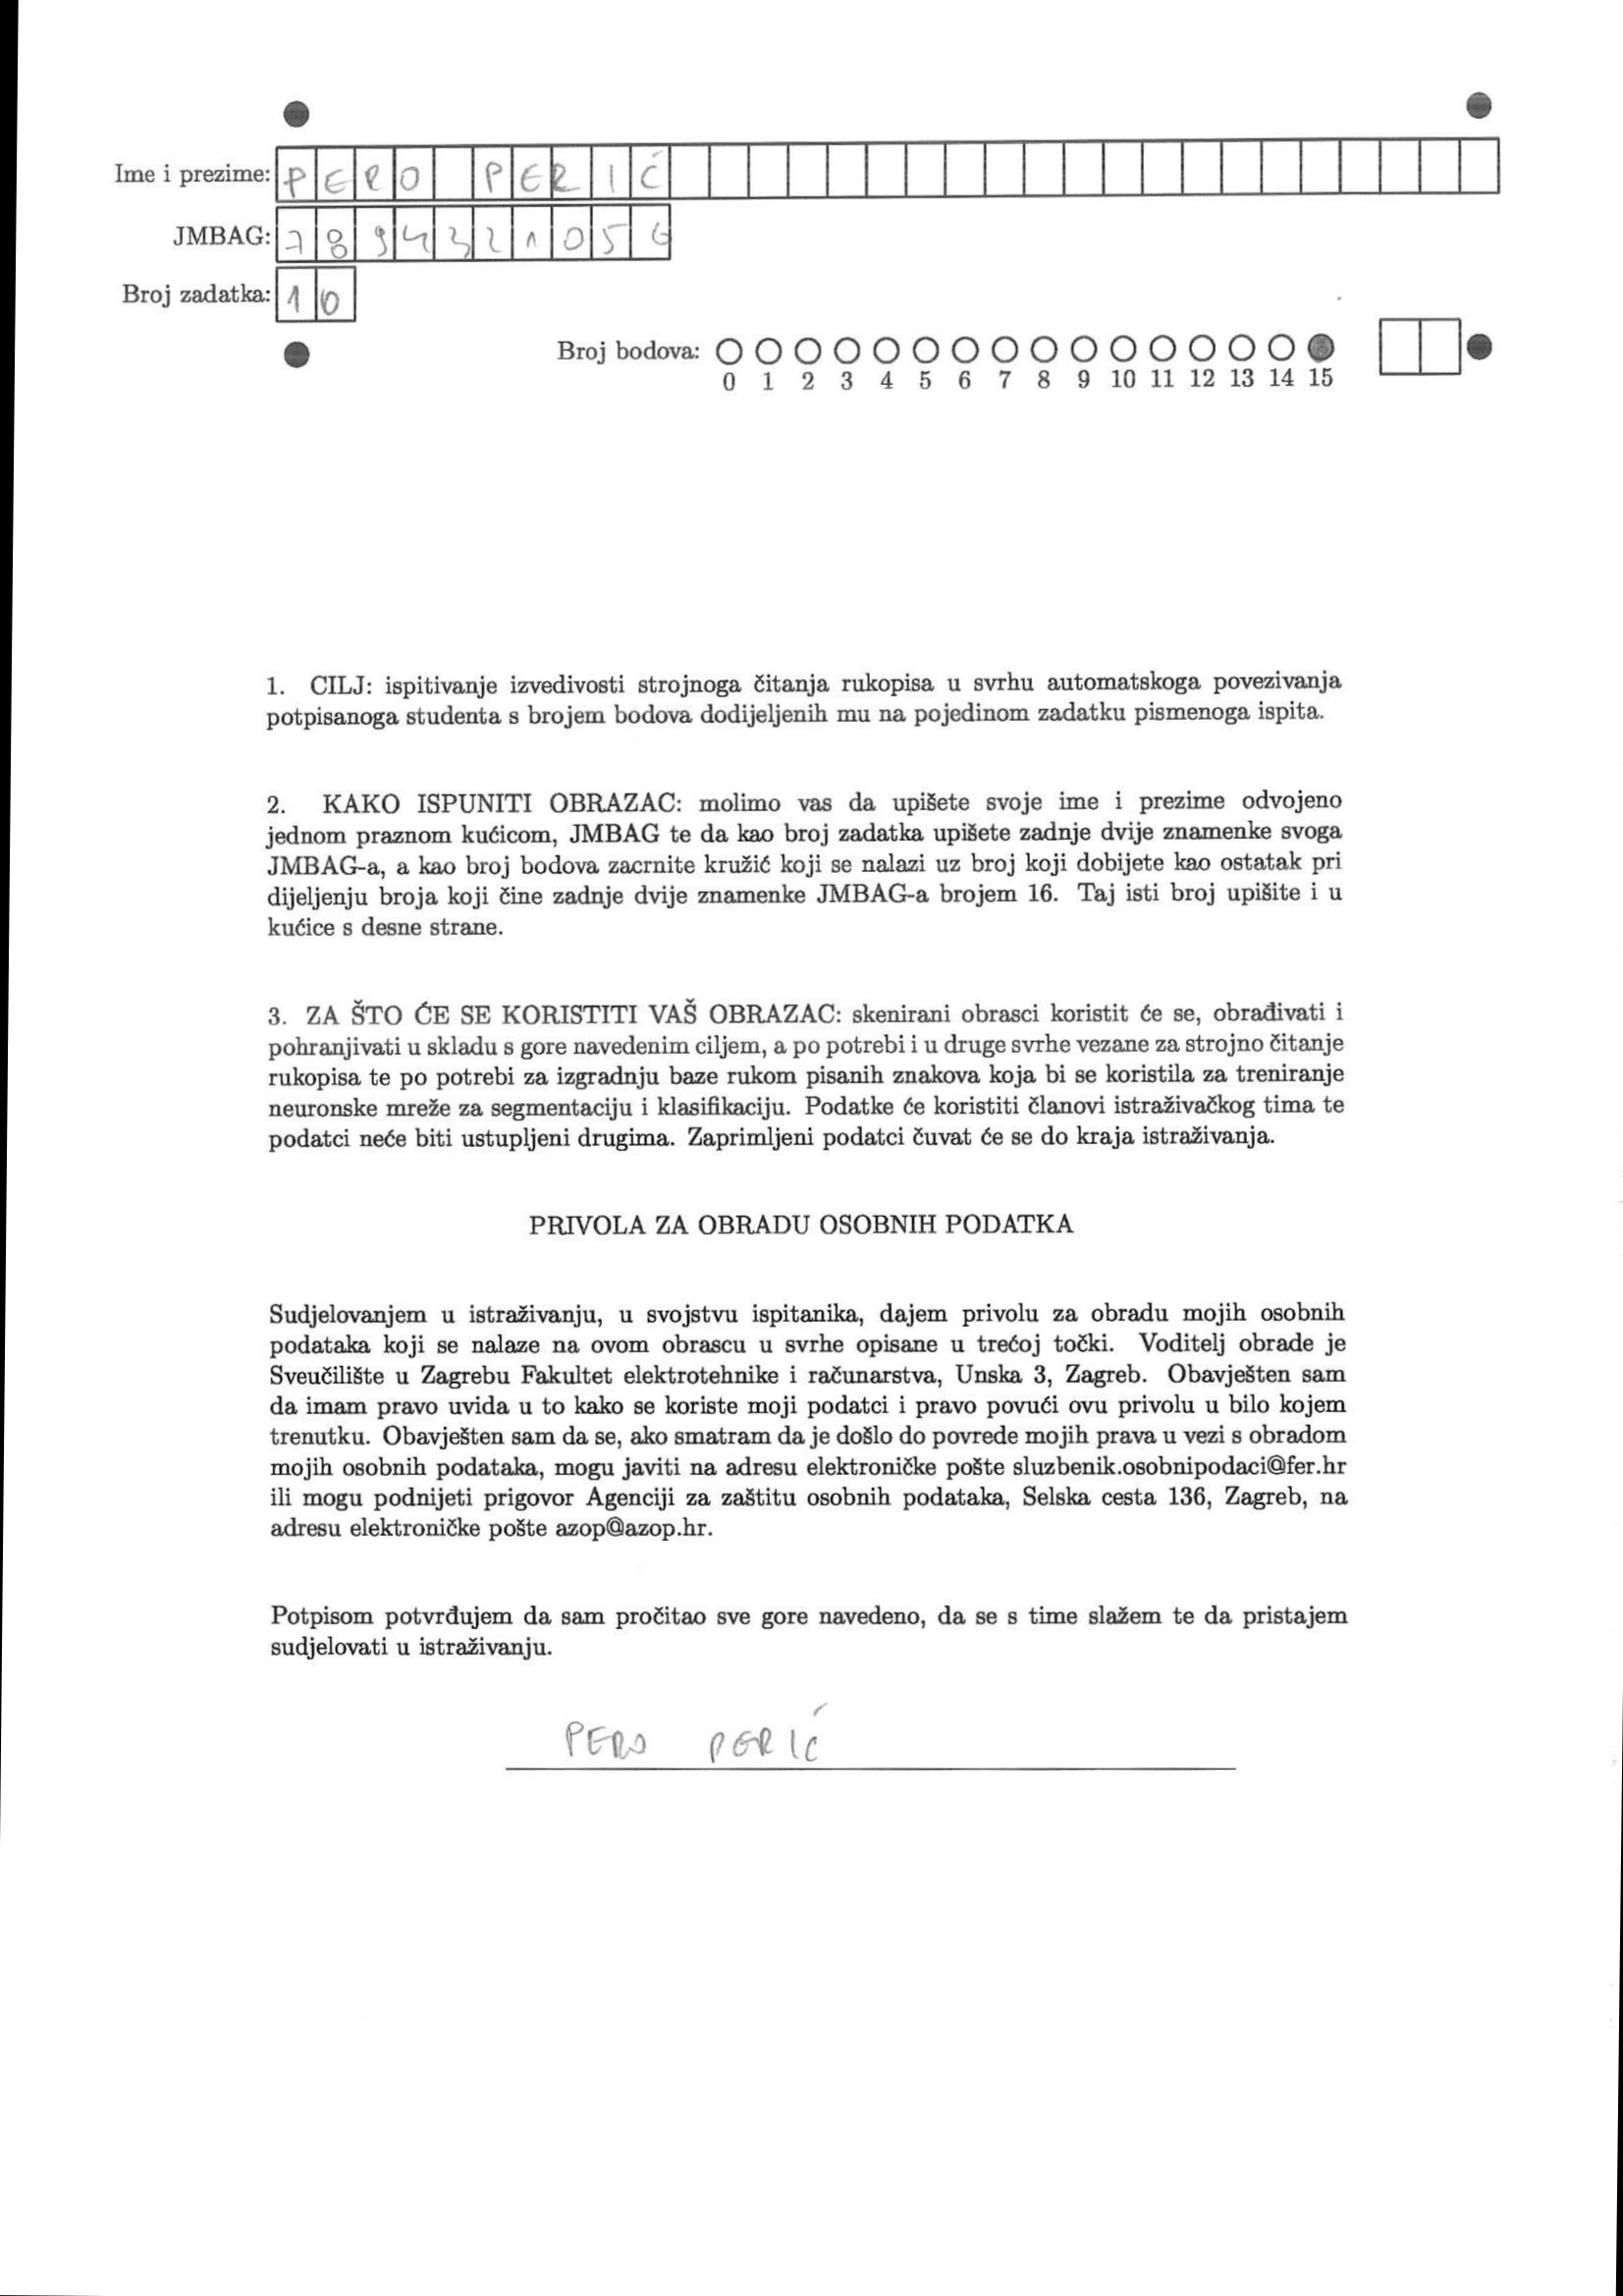 Ime i prezime: PERO PERIĆ
JMBAG: 7894321056
Broj zadatka: 10
Broj bodova:
0 1 2 3 4 5 6 7 8 9 10 11 12 13 14 15
1. CILJ: ispitivanje izvedivosti strojnoga čitanja rukopisa u svrhu automatskoga povezivanja
potpisanoga studenta s brojem bodova dodijeljenih mu na pojedinom zadatku pismenoga ispita.
2. KAKO ISPUNITI OBRAZAC: molimo vas da upišete svoje ime i prezime odvojeno
jednom praznom kućicom, JMBAG te da kao broj zadatka upišete zadnje dvije znamenke svoga
JMBAG-a, a kao broj bodova zacrnite kružić koji se nalazi uz broj koji dobijete kao ostatak pri
dijeljenju broja koji čine zadnje dvije znamenke JMBAG-a brojem 16. Taj isti broj upišite i u
kućice s desne strane.
3. ZA ŠTO ĆE SE KORISTITI VAŠ OBRAZAC: skenirani obrasci koristit će se, obrađivati i
pohranjivati u skladu s gore navedenim ciljem, a po potrebi i u druge svrhe vezane za strojno čitanje
rukopisa te po potrebi za izgradnju baze rukom pisanih znakova koja bi se koristila za treniranje
neuronske mreže za segmentaciju i klasifikaciju. Podatke će koristiti članovi istraživačkog tima te
podatci neće biti ustupljeni drugima. Zaprimljeni podatci čuvat će se do kraja istraživanja.
PRIVOLA ZA OBRADU OSOBNIH PODATKA
Sudjelovanjem u istraživanju, u svojstvu ispitanika, dajem privolu za obradu mojih osobnih
podataka koji se nalaze na ovom obrascu u svrhe opisane u trećoj točki. Voditelj obrade je
Sveučilište u Zagrebu Fakultet elektrotehnike i računarstva, Unska 3, Zagreb. Obavješten sam
da imam pravo uvida u to kako se koriste moji podatci i pravo povući ovu privolu u bilo kojem
trenutku. Obavješten sam da se, ako smatram da je došlo do povrede mojih prava u vezi s obradom
mojih osobnih podataka, mogu javiti na adresu elektroničke pošte sluzbenik.osobnipodaci@fer.hr
ili mogu podnijeti prigovor Agenciji za zaštitu osobnih podataka, Selska cesta 136, Zagreb, na
adresu elektroničke pošte azop@azop.hr.
Potpisom potvrđujem da sam pročitao sve gore navedeno, da se s time slažem te da pristajem
sudjelovati u istraživanju.
PERO PERIĆ